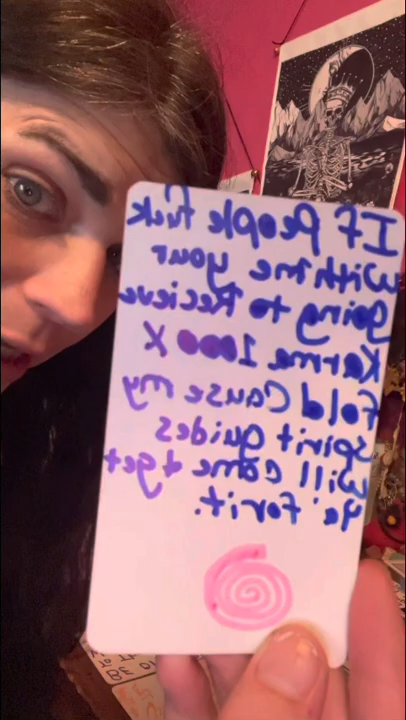 If People fuck
with me your
going to Recieve
Karma 1000 X
fold Cause my
Spirit Guides
will come + get
Ya' for it.